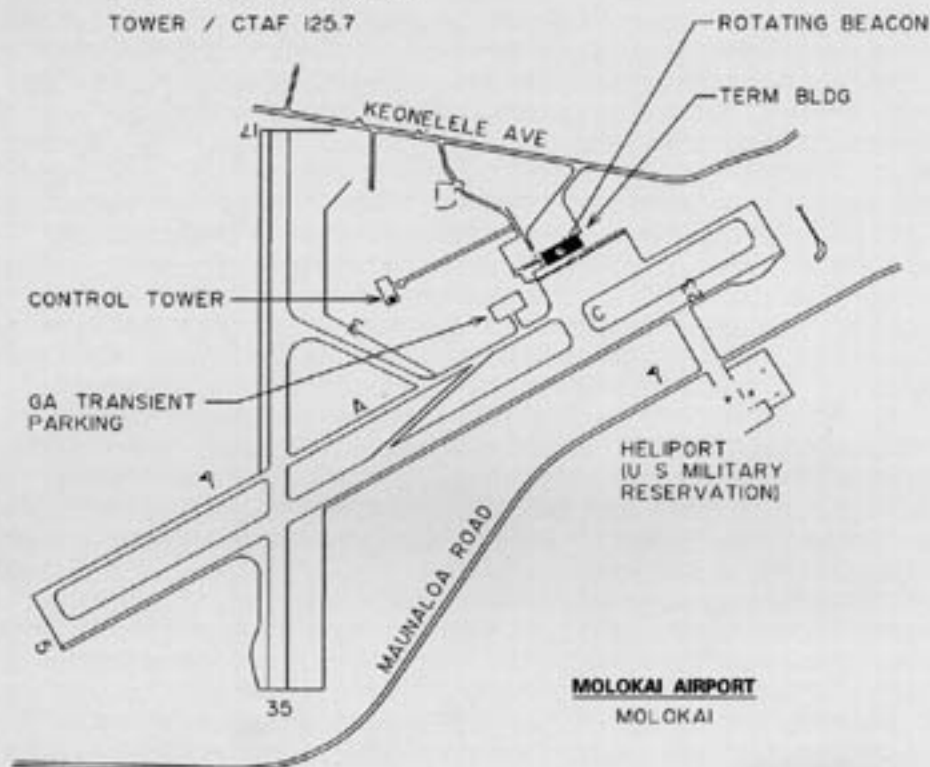 TOWER / CTAF 125.7
ROTATING BEACON
TERM BLDG
KEONELELE AVE
17
CONTROL TOWER
E
C
23
GA TRANSIENT
PARKING
A
A
A
HELIPORT
(U S MILITARY
RESERVATION)
MAUNALOA ROAD
5
35
MOLOKAI AIRPORT
MOLOKAI